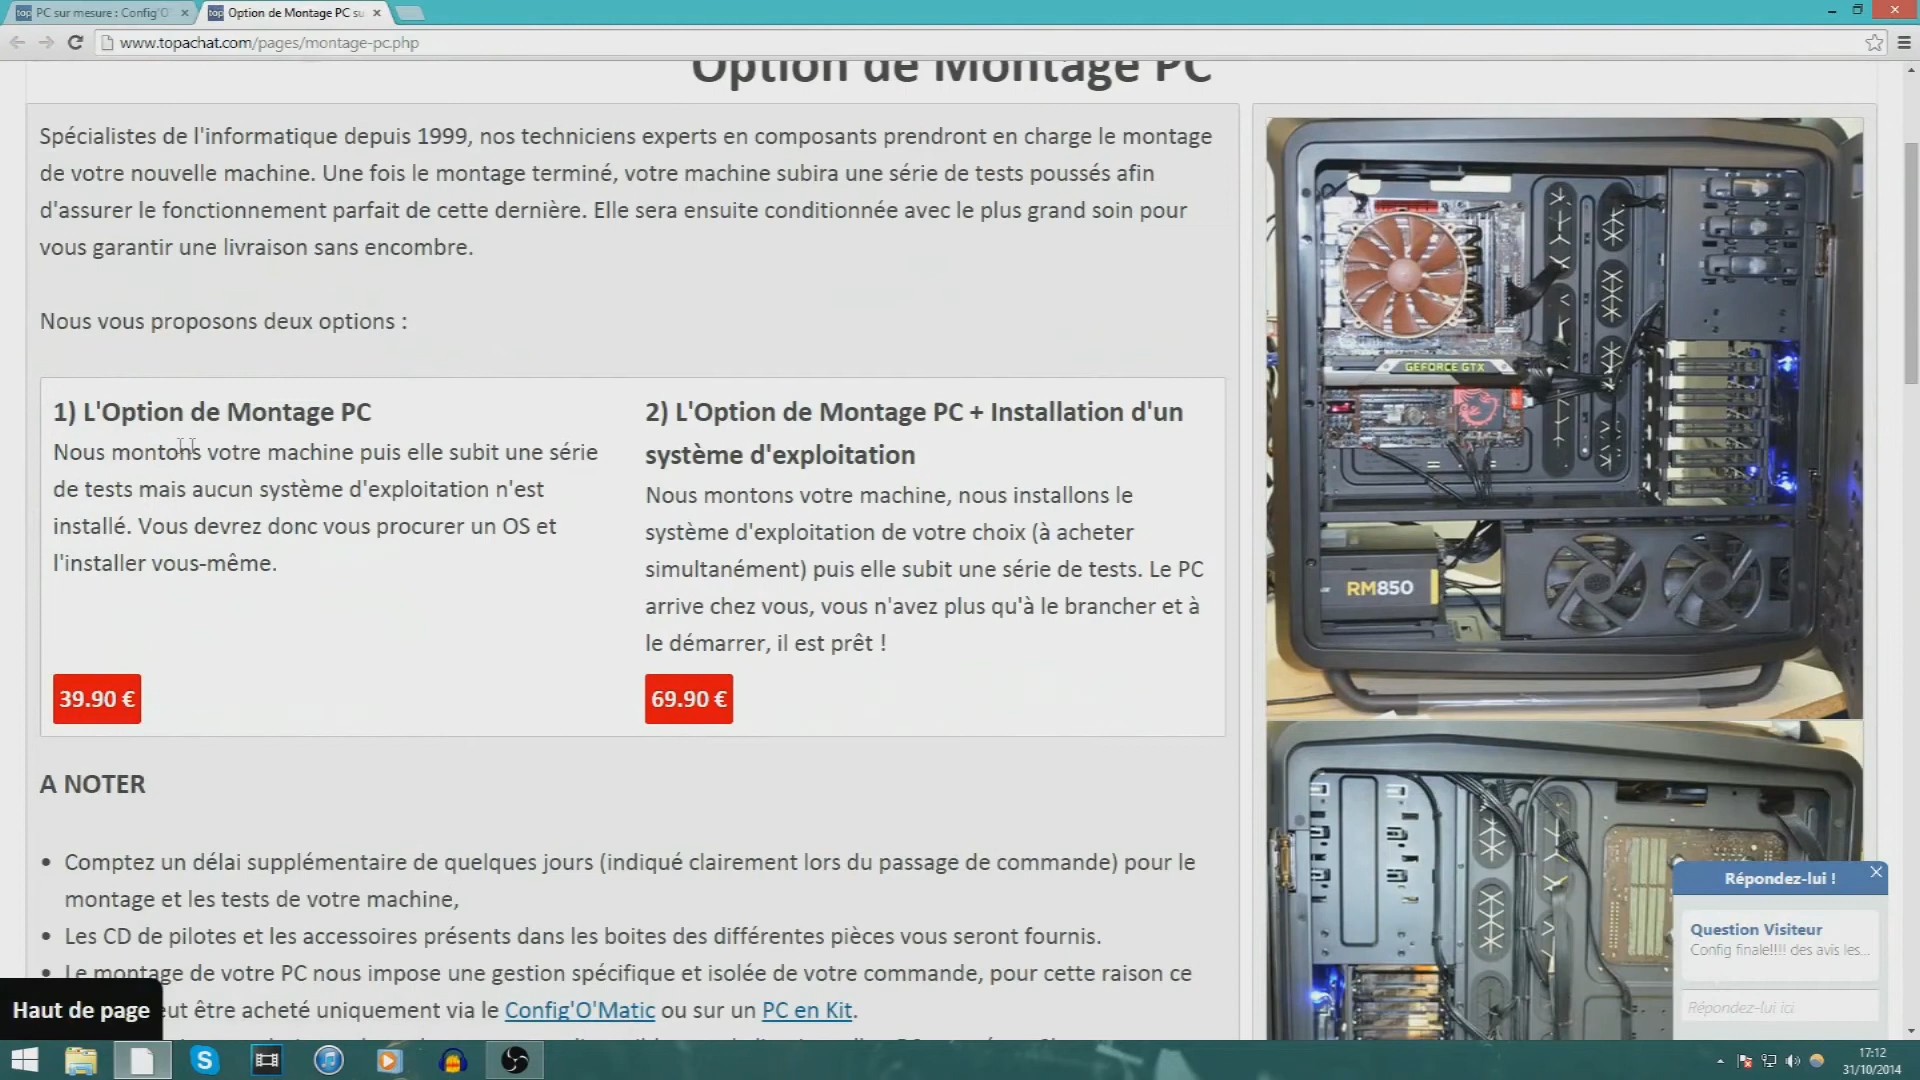 PC sur mesure : Config'O
Option de Montage PC su
www.topachat.com/pages/montage-pc.php
Option de Montage PC
Spécialistes de l'informatique depuis 1999, nos techniciens experts en composants prendront en charge le montage
de votre nouvelle machine. Une fois le montage terminé, votre machine subira une série de tests poussés afin
d'assurer le fonctionnement parfait de cette dernière. Elle sera ensuite conditionnée avec le plus grand soin pour
vous garantir une livraison sans encombre.
Nous vous proposons deux options :
1) L'Option de Montage PC
Nous montons votre machine puis elle subit une série
de tests mais aucun système d'exploitation n'est
installé. Vous devrez donc vous procurer un OS et
l'installer vous-même.
39.90 €
2) L'Option de Montage PC + Installation d'un
système d'exploitation
Nous montons votre machine, nous installons le
système d'exploitation de votre choix (à acheter
simultanément) puis elle subit une série de tests. Le PC
arrive chez vous, vous n'avez plus qu'à le brancher et à
le démarrer, il est prêt !
69.90 €
A NOTER
Comptez un délai supplémentaire de quelques jours (indiqué clairement lors du passage de commande) pour le
montage et les tests de votre machine,
Les CD de pilotes et les accessoires présents dans les boites des différentes pièces vous seront fournis.
Le montage de votre PC nous impose une gestion spécifique et isolée de votre commande, pour cette raison ce
eut être acheté uniquement via le Config'O'Matic ou sur un PC en Kit.
Haut de page
GEFORCE GTX
RM850
Répondez-lui !
Question Visiteur
Config finale!!!! des avis les...
Répondez-lui ici
17:12
31/10/2014